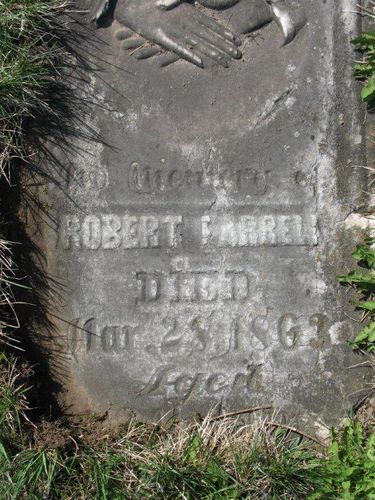 In Memory of
ROBERT FARRELL
DIED
Mar. 28, 1863
Aged